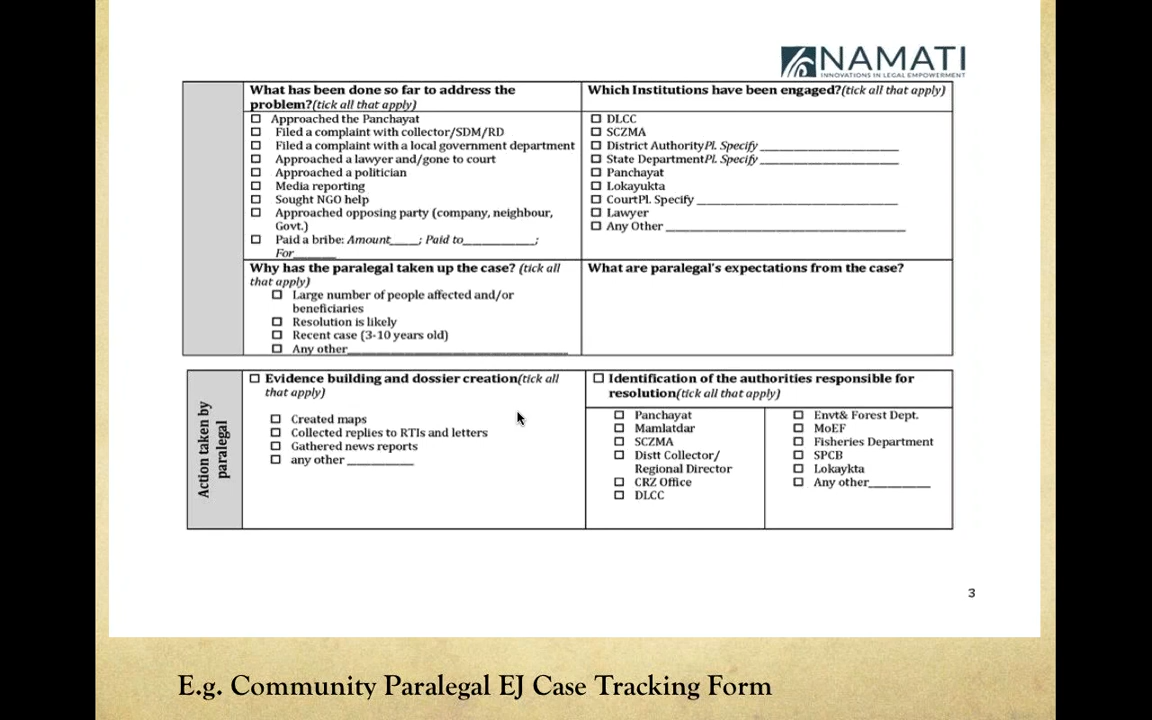 NAMATI
INNOVATIONS IN LEGAL EMPOWERMENT
What has been done so far to address the
problem?(tick all that apply)
Approached the Panchayat
Filed a complaint with collector/SDM/RD
Filed a complaint with a local government department
Approached a lawyer and/gone to court
Approached a politician
Media reporting
Sought NGO help
Approached opposing party (company, neighbour,
Govt.)
Paid a bribe: Amount_____; Paid to____________;
For_______
Which Institutions have been engaged?(tick all that apply)
DLCC
SCZMA
District AuthorityPl. Specify ______________________
State DepartmentPl. Specify ______________________
Panchayat
Lokayukta
CourtPl. Specify ________________________________
Lawyer
Any Other ______________________________________
Why has the paralegal taken up the case? (tick all
that apply)
Large number of people affected and/or
beneficiaries
Resolution is likely
Recent case (3-10 years old)
Any other___________________________________
What are paralegal's expectations from the case?
Action taken by
paralegal
Evidence building and dossier creation(tick all
that apply)
Created maps
Collected replies to RTIs and letters
Gathered news reports
any other ___________
Identification of the authorities responsible for
resolution(tick all that apply)
Panchayat
Mamlatdar
SCZMA
Distt Collector/
Regional Director
CRZ Office
DLCC
Envt& Forest Dept.
MoEF
Fisheries Department
SPCB
Lokaykta
Any other__________
3
E.g. Community Paralegal EJ Case Tracking Form